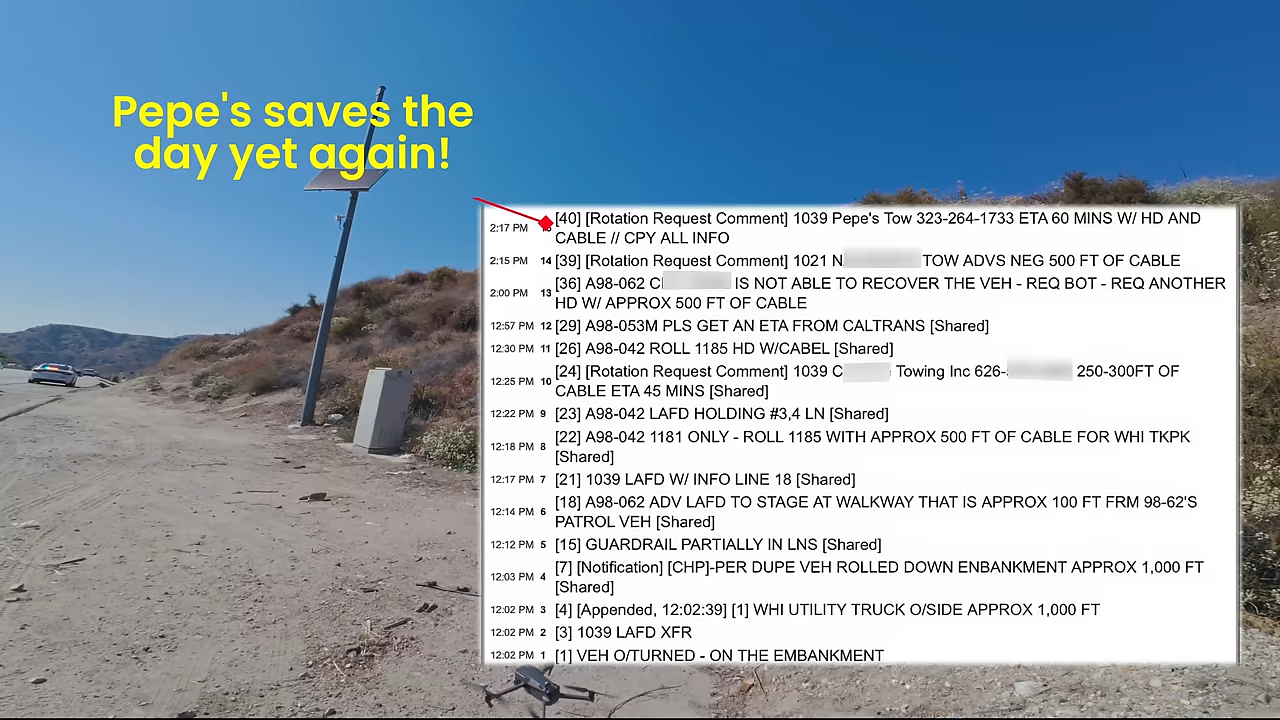 Pepe's saves the
day yet again!
2:17 PM [40] [Rotation Request Comment] 1039 Pepe's Tow 323-264-1733 ETA 60 MINS W/ HD AND
CABLE // CPY ALL INFO
2:15 PM 14 [39] [Rotation Request Comment] 1021 N TOW ADVS NEG 500 FT OF CABLE
2:00 PM 13 [36] A98-062 C IS NOT ABLE TO RECOVER THE VEH - REQ BOT - REQ ANOTHER
HD W/ APPROX 500 FT OF CABLE
12:57 PM 12 [29] A98-053M PLS GET AN ETA FROM CALTRANS [Shared]
12:30 PM 11 [26] A98-042 ROLL 1185 HD W/CABEL [Shared]
12:25 PM 10 [24] [Rotation Request Comment] 1039 C Towing Inc 626- 250-300FT OF
CABLE ETA 45 MINS [Shared]
12:22 PM 9 [23] A98-042 LAFD HOLDING #3,4 LN [Shared]
12:18 PM 8 [22] A98-042 1181 ONLY - ROLL 1185 WITH APPROX 500 FT OF CABLE FOR WHI TKPK
[Shared]
12:17 PM 7 [21] 1039 LAFD W/ INFO LINE 18 [Shared]
12:14 PM 6 [18] A98-062 ADV LAFD TO STAGE AT WALKWAY THAT IS APPROX 100 FT FRM 98-62'S
PATROL VEH [Shared]
12:12 PM 5 [15] GUARDRAIL PARTIALLY IN LNS [Shared]
12:03 PM 4 [7] [Notification] [CHP]-PER DUPE VEH ROLLED DOWN ENBANKMENT APPROX 1,000 FT
[Shared]
12:02 PM 3 [4] [Appended, 12:02:39] [1] WHI UTILITY TRUCK O/SIDE APPROX 1,000 FT
12:02 PM 2 [3] 1039 LAFD XFR
12:02 PM 1 [1] VEH O/TURNED - ON THE EMBANKMENT